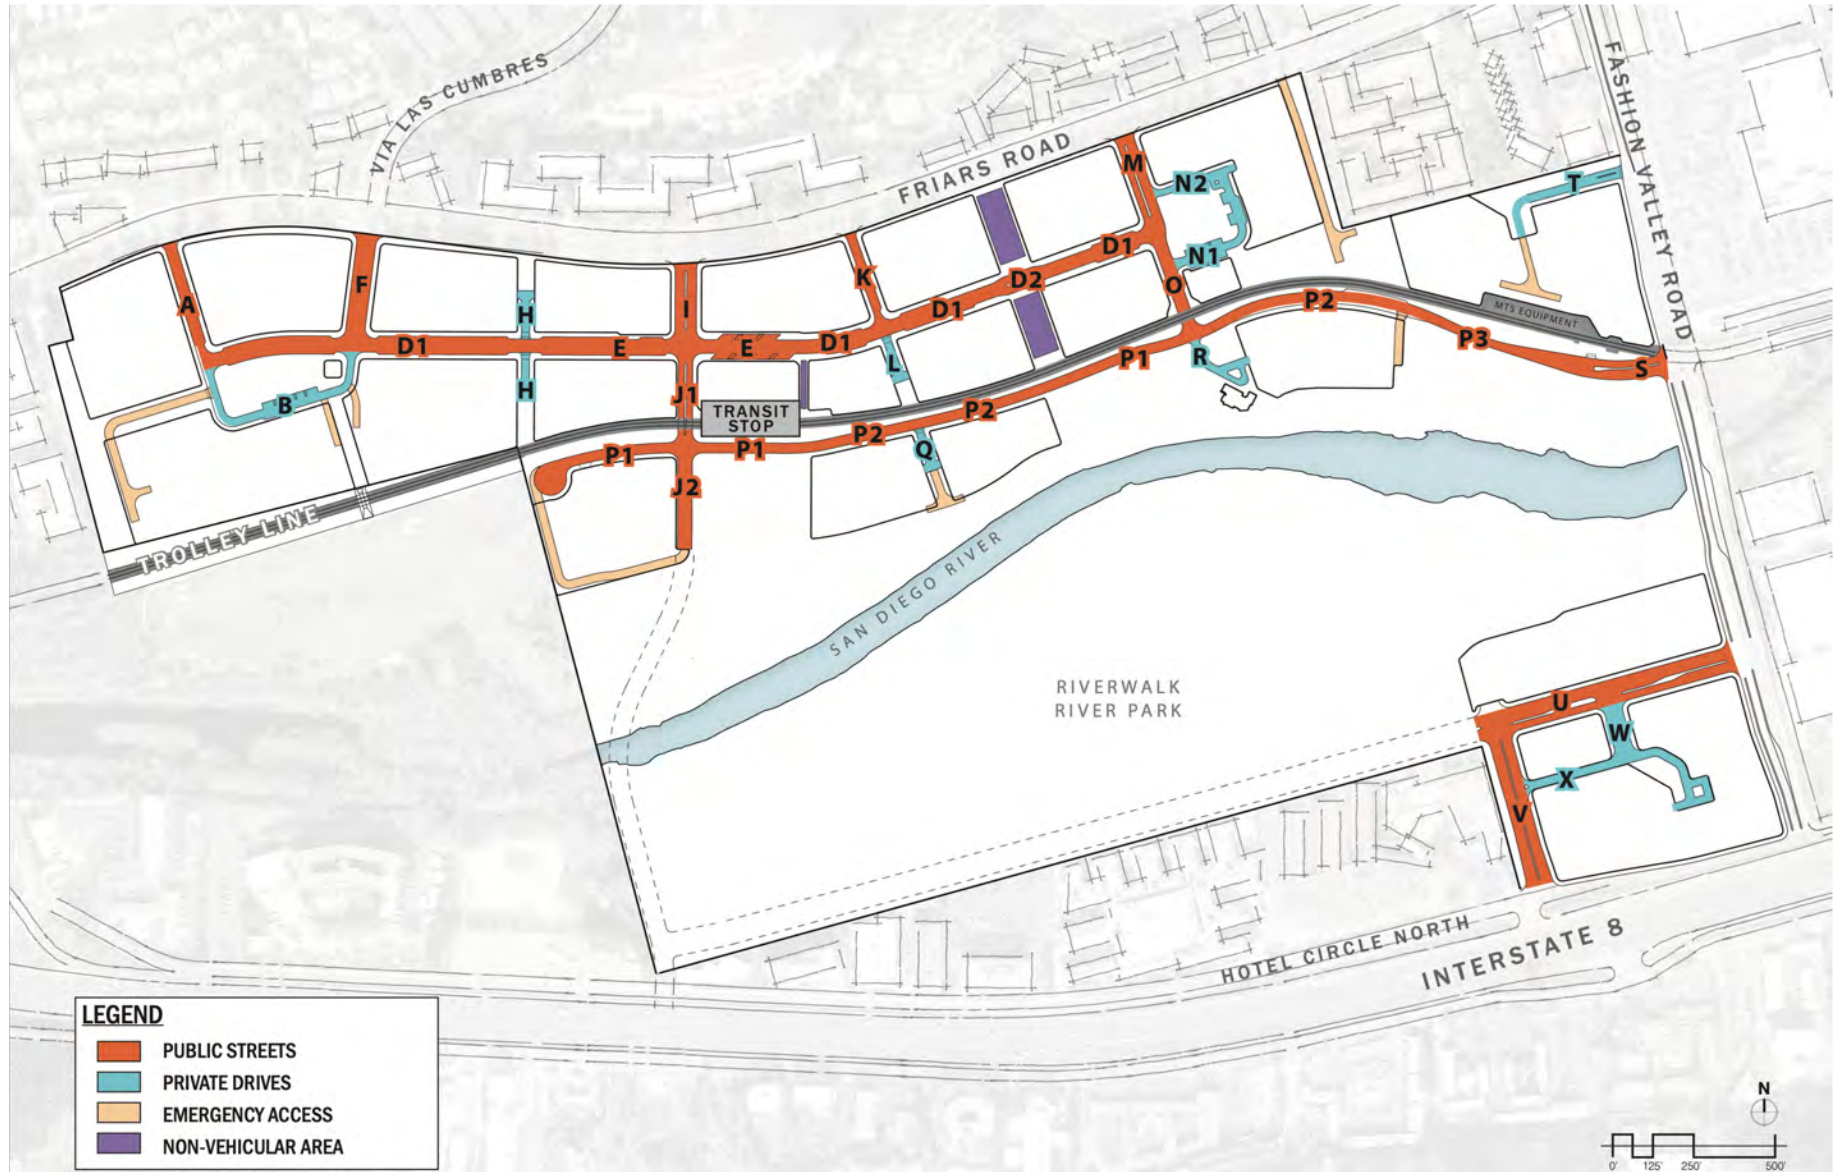 VIA LAS CUMBRES
FRIARS ROAD
FASHION VALLEY ROAD
M
N2
T
A
F
H
I
K
D1
D2
D1
N1
O
P2
MTS EQUIPMENT
D1
E
E
D1
L
P1
R
P3
S
B
H
J1
TRANSIT
STOP
P2
P1
P1
P2
Q
J2
TROLLEY LINE
SAN DIEGO RIVER
RIVERWALK
RIVER PARK
U
W
X
V
HOTEL CIRCLE NORTH
INTERSTATE 8
LEGEND
PUBLIC STREETS
PRIVATE DRIVES
EMERGENCY ACCESS
NON-VEHICULAR AREA
N
0' 125' 250' 500'